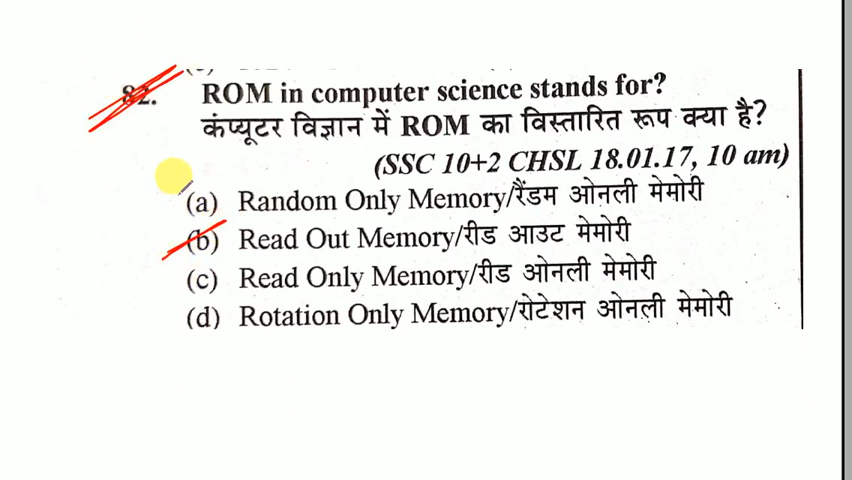 82. ROM in computer science stands for?
कंप्यूटर विज्ञान में ROM का विस्तारित रूप क्या है?
(SSC 10+2 CHSL 18.01.17, 10 am)
(a) Random Only Memory/रैंडम ओनली मेमोरी
(b) Read Out Memory/रीड आउट मेमोरी
(c) Read Only Memory/रीड ओनली मेमोरी
(d) Rotation Only Memory/रोटेशन ओनली मेमोरी